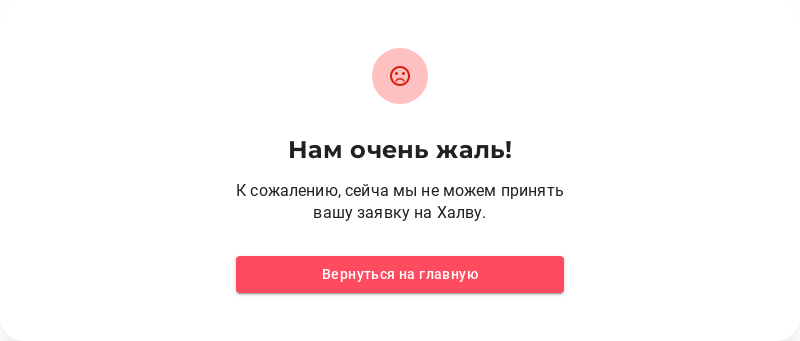 Нам очень жаль!
К сожалению, сейча мы не можем принять
вашу заявку на Халву.
Вернуться на главную